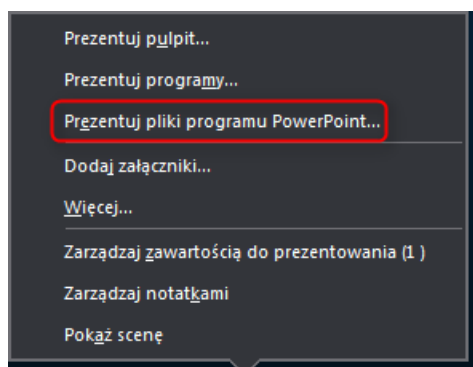 Prezentuj pulpit...
Prezentuj programy...
Prezentuj pliki programu PowerPoint...
Dodaj załączniki...
Więcej...
Zarządzaj zawartością do prezentowania (1 )
Zarządzaj notatkami
Pokaż scenę